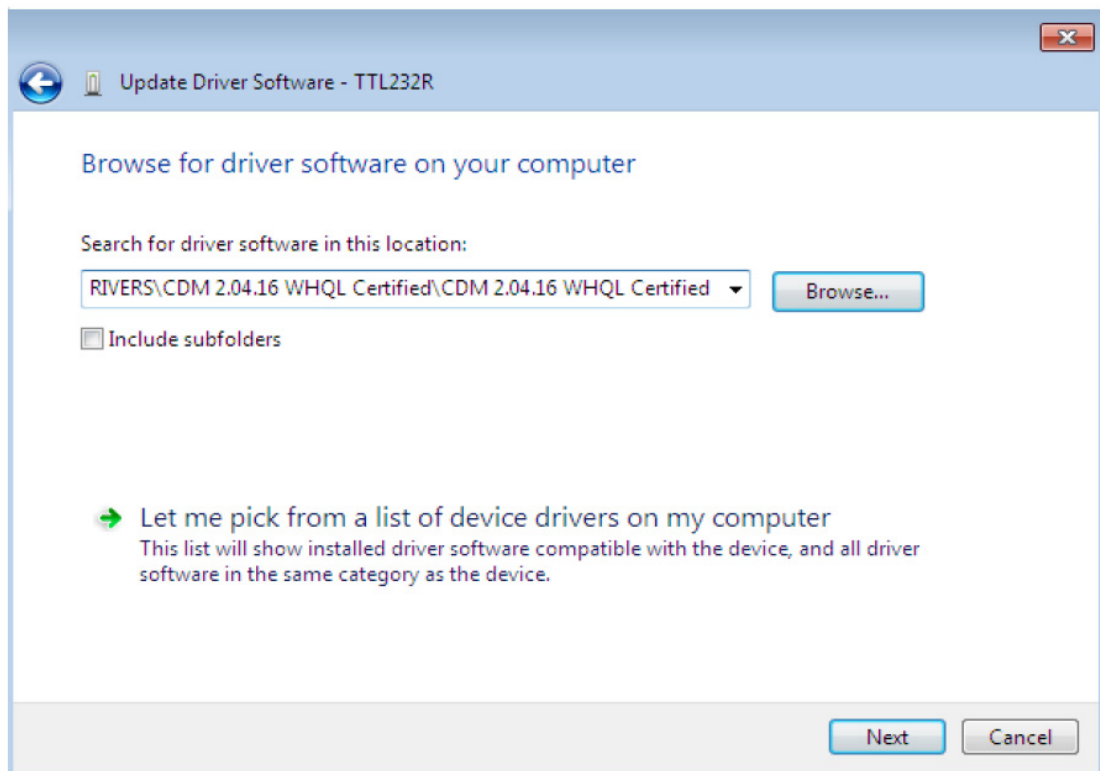 Update Driver Software - TTL232R
Browse for driver software on your computer
Search for driver software in this location:
RIVERS\CDM 2.04.16 WHQL Certified\CDM 2.04.16 WHQL Certified
Browse...
Include subfolders
Let me pick from a list of device drivers on my computer
This list will show installed driver software compatible with the device, and all driver
software in the same category as the device.
Next
Cancel